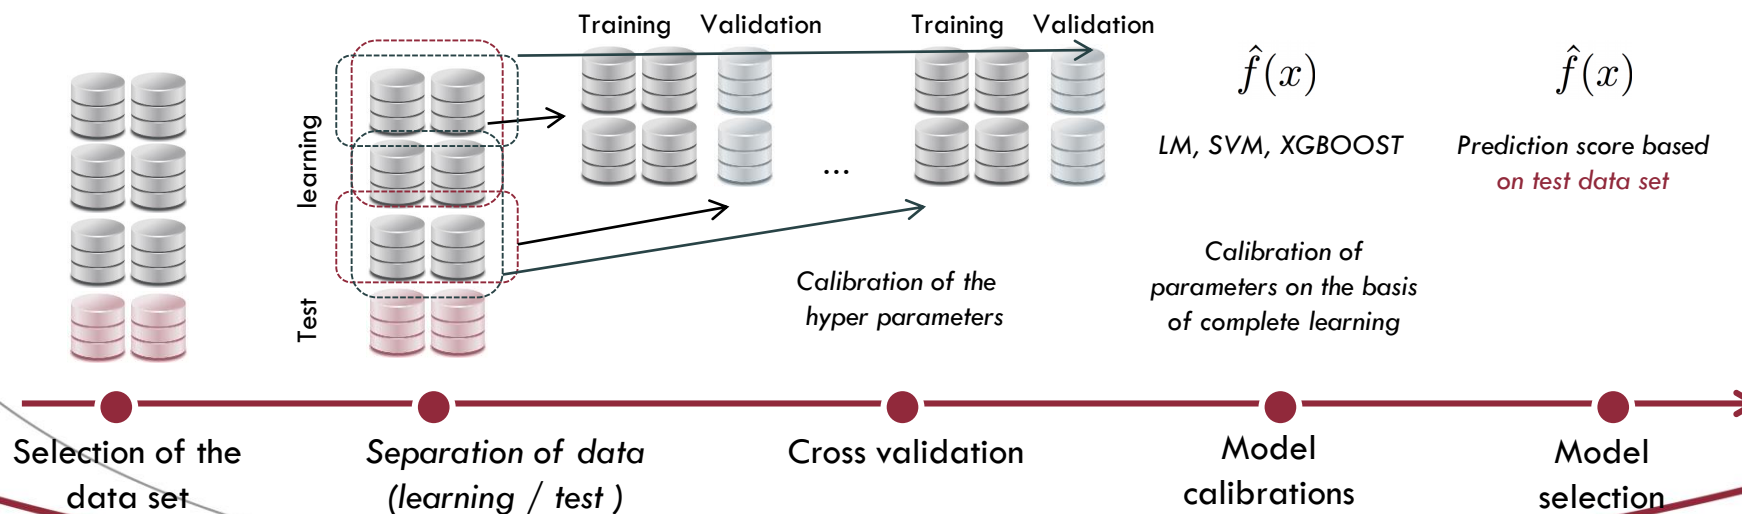 Training Validation
Training Validation
learning
Test
...
Calibration of the
hyper parameters
f̂(x)
LM, SVM, XGBOOST
Calibration of
parameters on the basis
of complete learning
f̂(x)
Prediction score based
on test data set
Selection of the
data set
Separation of data
(learning / test )
Cross validation
Model
calibrations
Model
selection